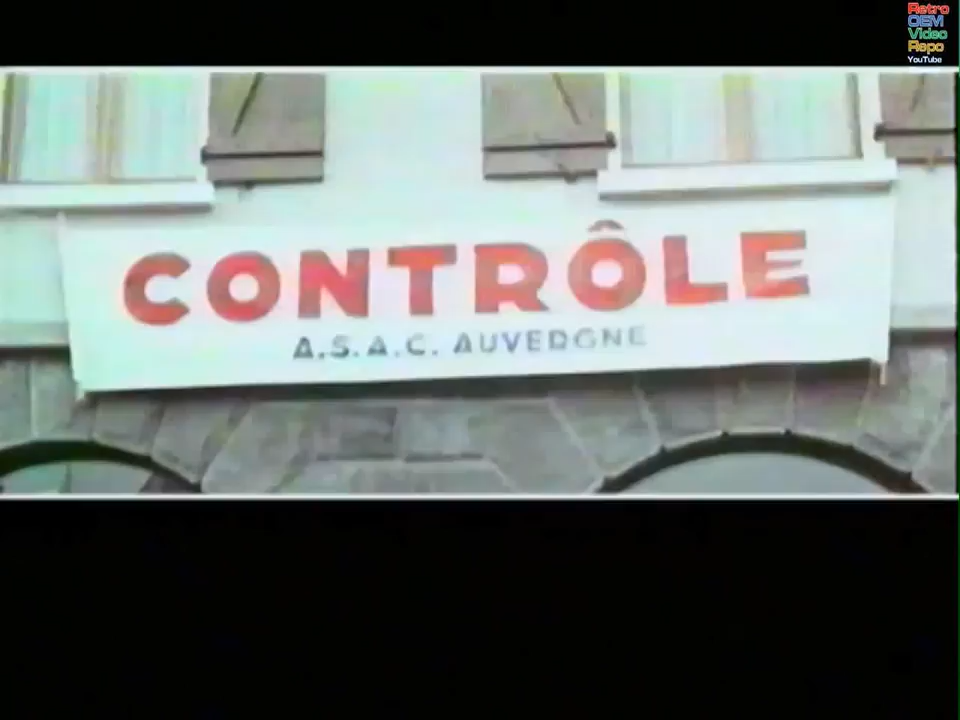 Retro
OEM
Video
Repo
YouTube
CONTRÔLE
A.S.A.C. AUVERGNE